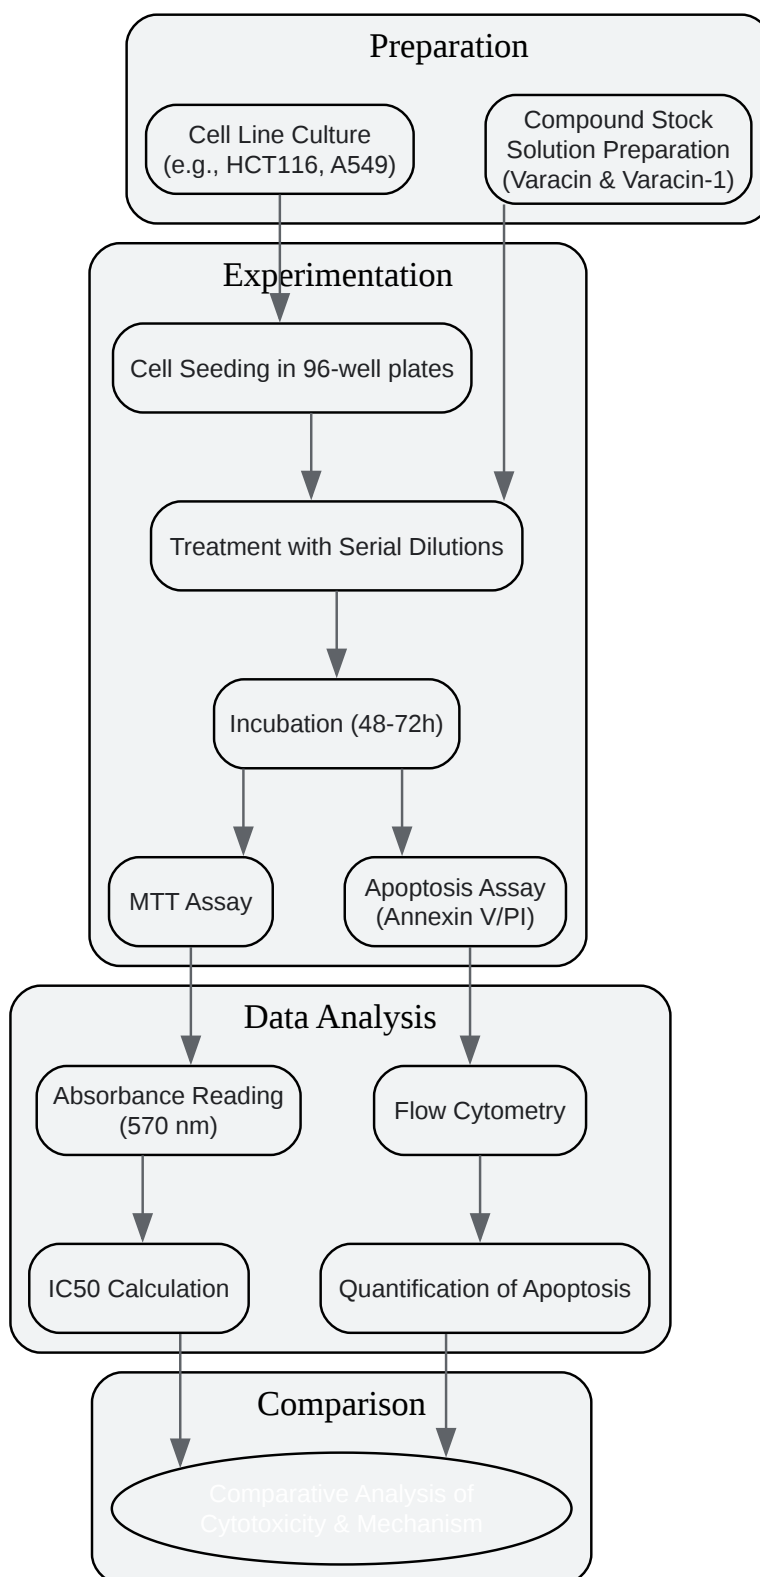 Preparation
Cell Line Culture
(e.g., HCT116, A549)
Compound Stock
Solution Preparation
(Varacin & Varacin-1)
Experimentation
Cell Seeding in 96-well plates
Treatment with Serial Dilutions
Incubation (48-72h)
MTT Assay
Apoptosis Assay
(Annexin V/PI)
Data Analysis
Absorbance Reading
(570 nm)
Flow Cytometry
IC50 Calculation
Quantification of Apoptosis
Comparison
Comparative Analysis of
Cytotoxicity & Mechanism